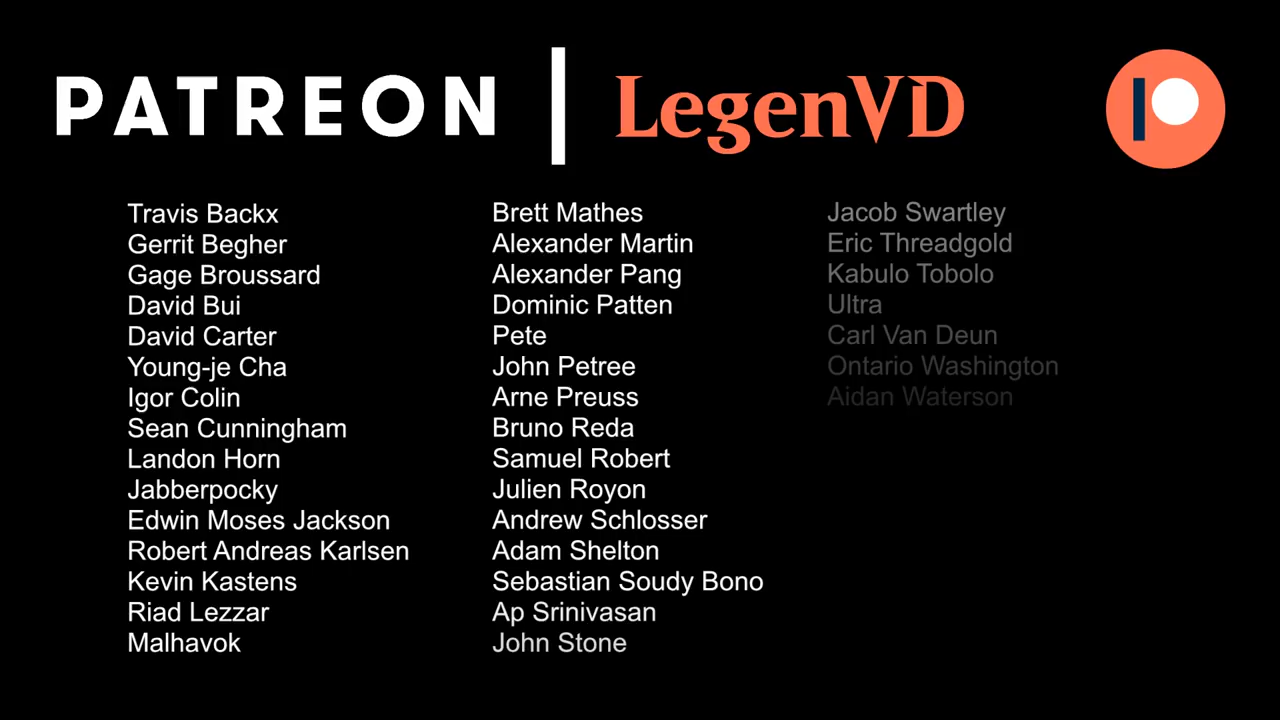 PATREON | LegenVD
Travis Backx
Gerrit Begher
Gage Broussard
David Bui
David Carter
Young-je Cha
Igor Colin
Sean Cunningham
Landon Horn
Jabberpocky
Edwin Moses Jackson
Robert Andreas Karlsen
Kevin Kastens
Riad Lezzar
Malhavok
Brett Mathes
Alexander Martin
Alexander Pang
Dominic Patten
Pete
John Petree
Arne Preuss
Bruno Reda
Samuel Robert
Julien Royon
Andrew Schlosser
Adam Shelton
Sebastian Soudy Bono
Ap Srinivasan
John Stone
Jacob Swartley
Eric Threadgold
Kabulo Tobolo
Ultra
Carl Van Deun
Ontario Washington
Aidan Waterson